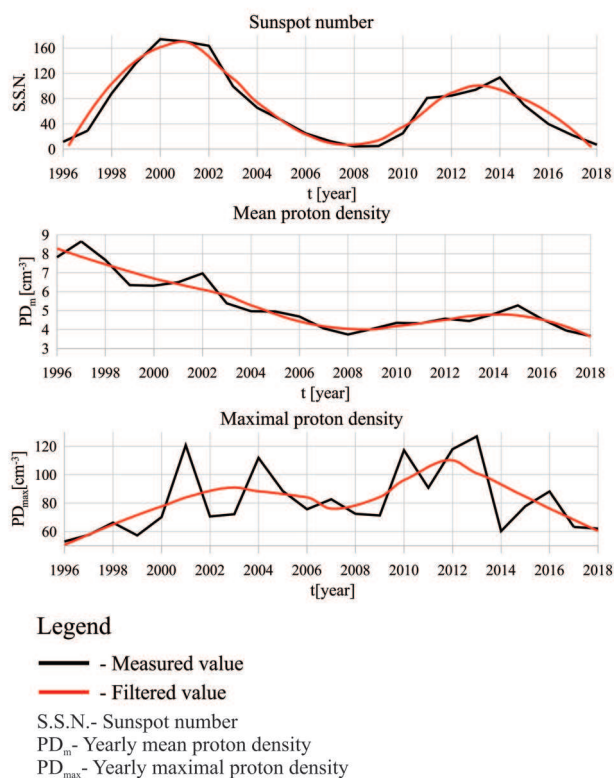 Sunspot number
S.S.N.
160
120
80
40
0
1996 1998 2000 2002 2004 2006 2008 2010 2012 2014 2016 2018
t [year]
Mean proton density
PDm [cm-3]
9
8
7
6
5
4
3
1996 1998 2000 2002 2004 2006 2008 2010 2012 2014 2016 2018
t [year]
Maximal proton density
PDmax[cm-3]
120
100
80
60
1996 1998 2000 2002 2004 2006 2008 2010 2012 2014 2016 2018
t[year]
Legend
- Measured value
- Filtered value
S.S.N.- Sunspot number
PDm- Yearly mean proton density
PDmax- Yearly maximal proton density